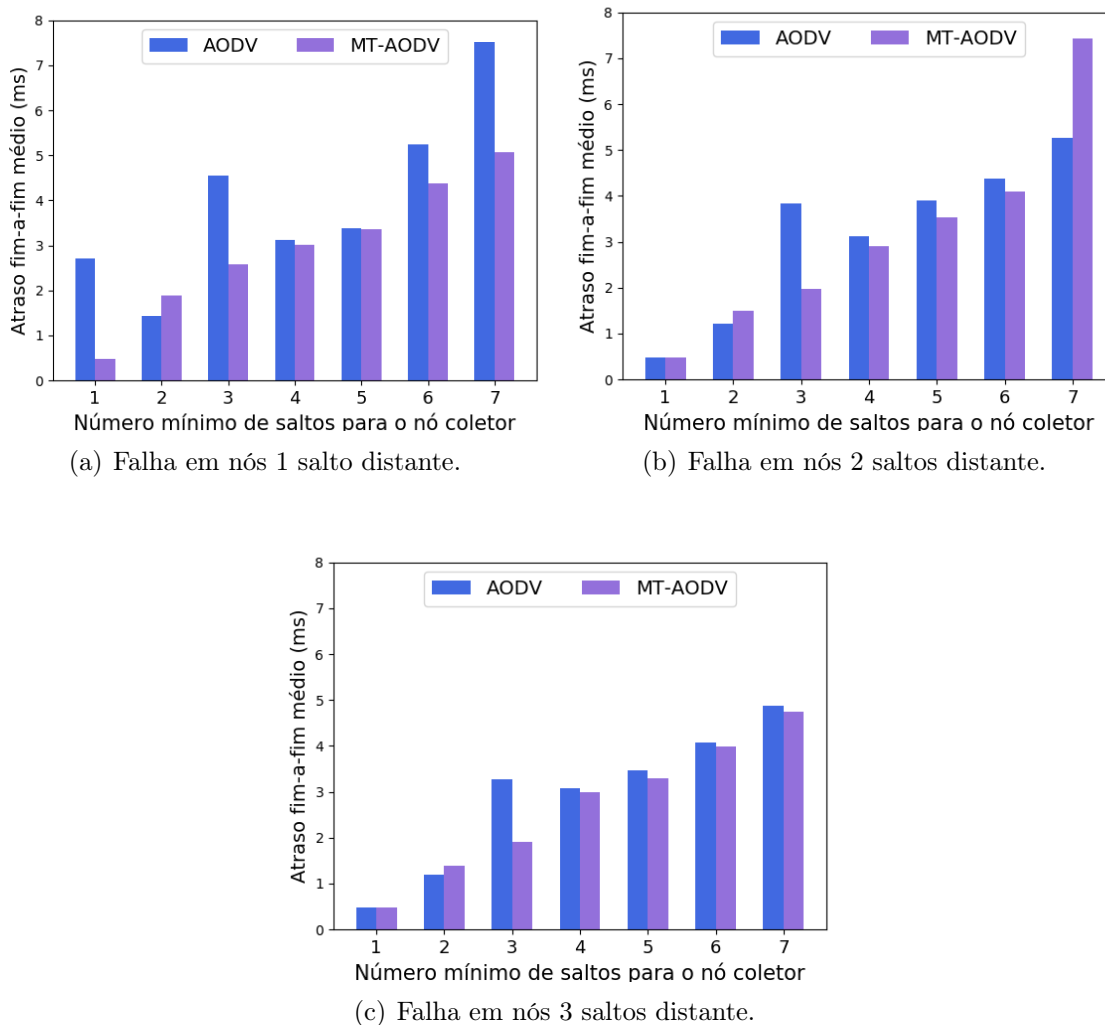 8
7
6
5
4
3
2
1
0
Atraso fim-a-fim médio (ms)
AODV MT-AODV
1 2 3 4 5 6 7
Número mínimo de saltos para o nó coletor
(a) Falha em nós 1 salto distante.
8
7
6
5
4
3
2
1
0
Atraso fim-a-fim médio (ms)
AODV MT-AODV
1 2 3 4 5 6 7
Número mínimo de saltos para o nó coletor
(b) Falha em nós 2 saltos distante.
8
7
6
5
4
3
2
1
0
Atraso fim-a-fim médio (ms)
AODV MT-AODV
1 2 3 4 5 6 7
Número mínimo de saltos para o nó coletor
(c) Falha em nós 3 saltos distante.